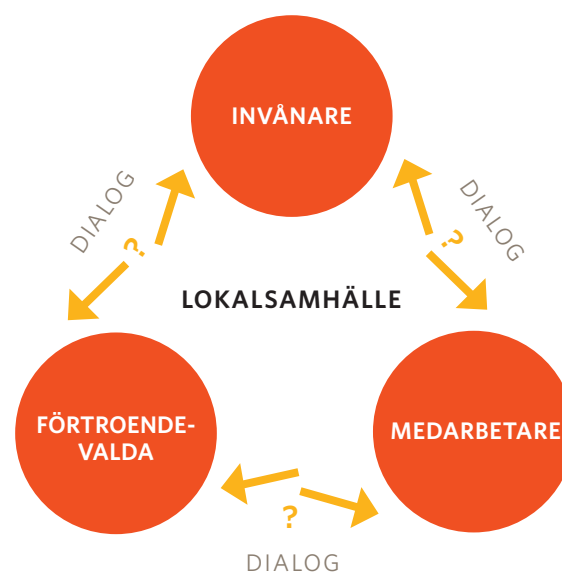 INVÅNARE
DIALOG
DIALOG
?
?
LOKALSAMHÄLLE
FÖRTROENDE-
VALDA
MEDARBETARE
?
DIALOG